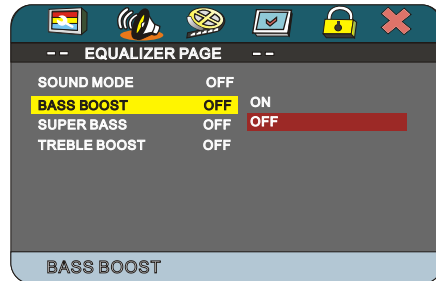 -- EQUALIZER PAGE --
SOUND MODE OFF
BASS BOOST OFF ON
SUPER BASS OFF OFF
TREBLE BOOST OFF
BASS BOOST